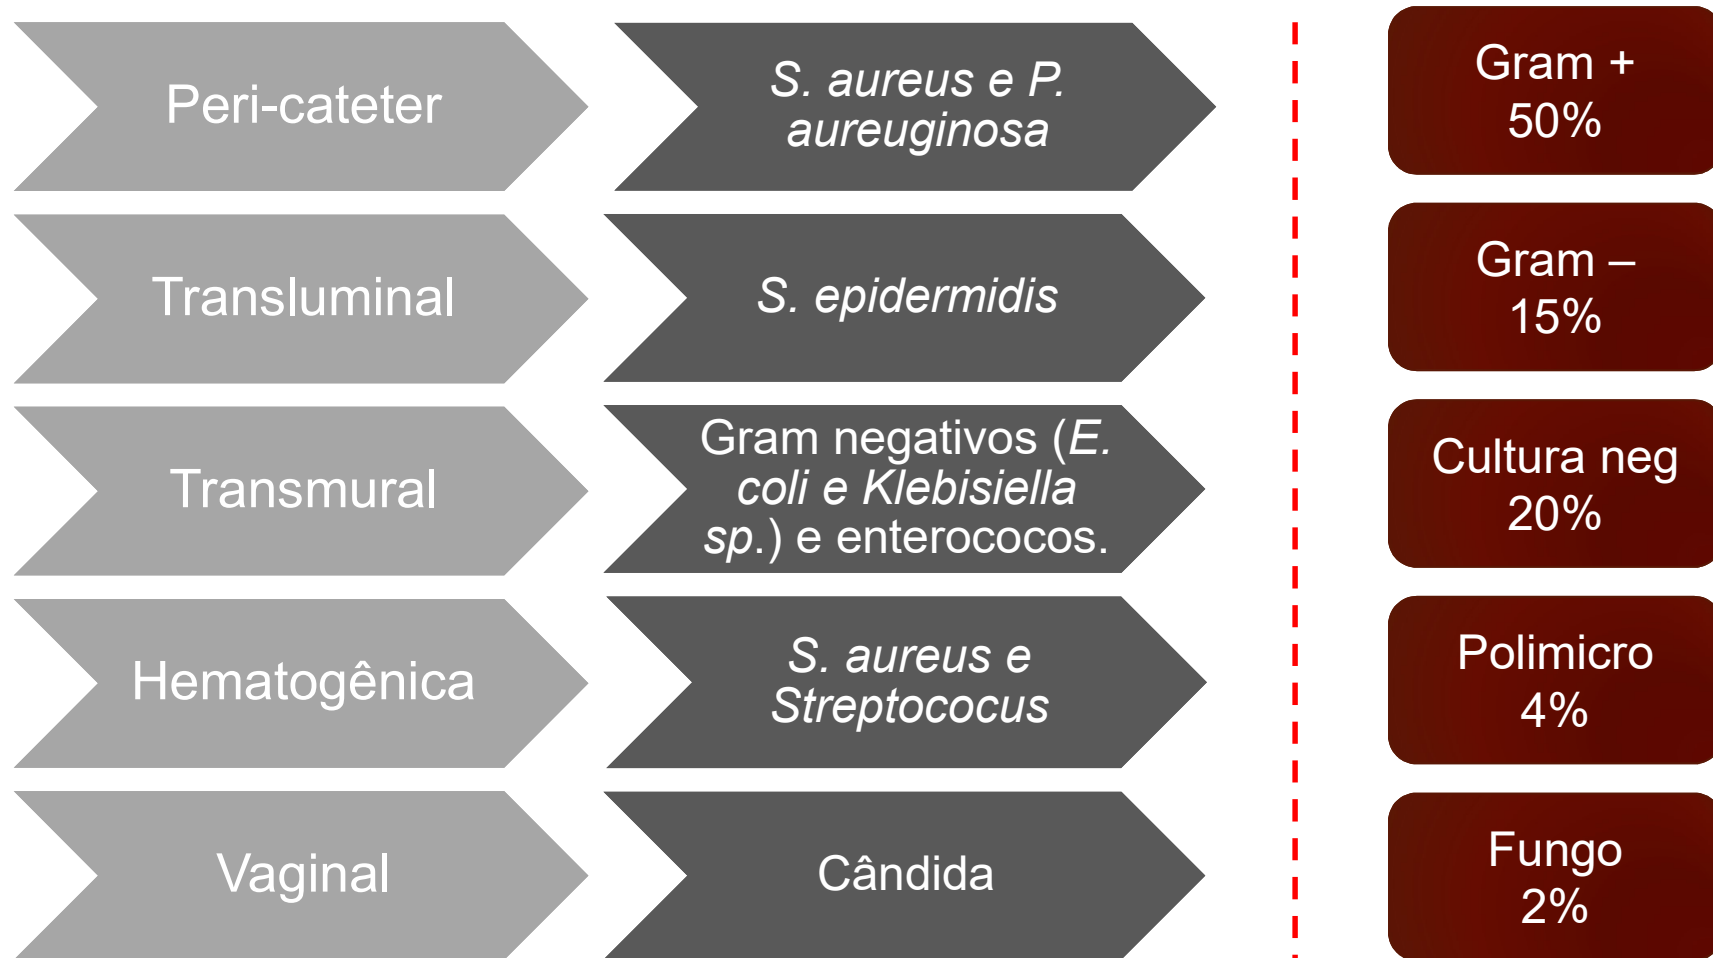 Peri-cateter
S. aureus e P.
aureuginosa
Gram +
50%
Transluminal
S. epidermidis
Gram –
15%
Transmural
Gram negativos (E.
coli e Klebisiella
sp.) e enterococos.
Cultura neg
20%
Hematogênica
S. aureus e
Streptococus
Polimicro
4%
Vaginal
Cândida
Fungo
2%